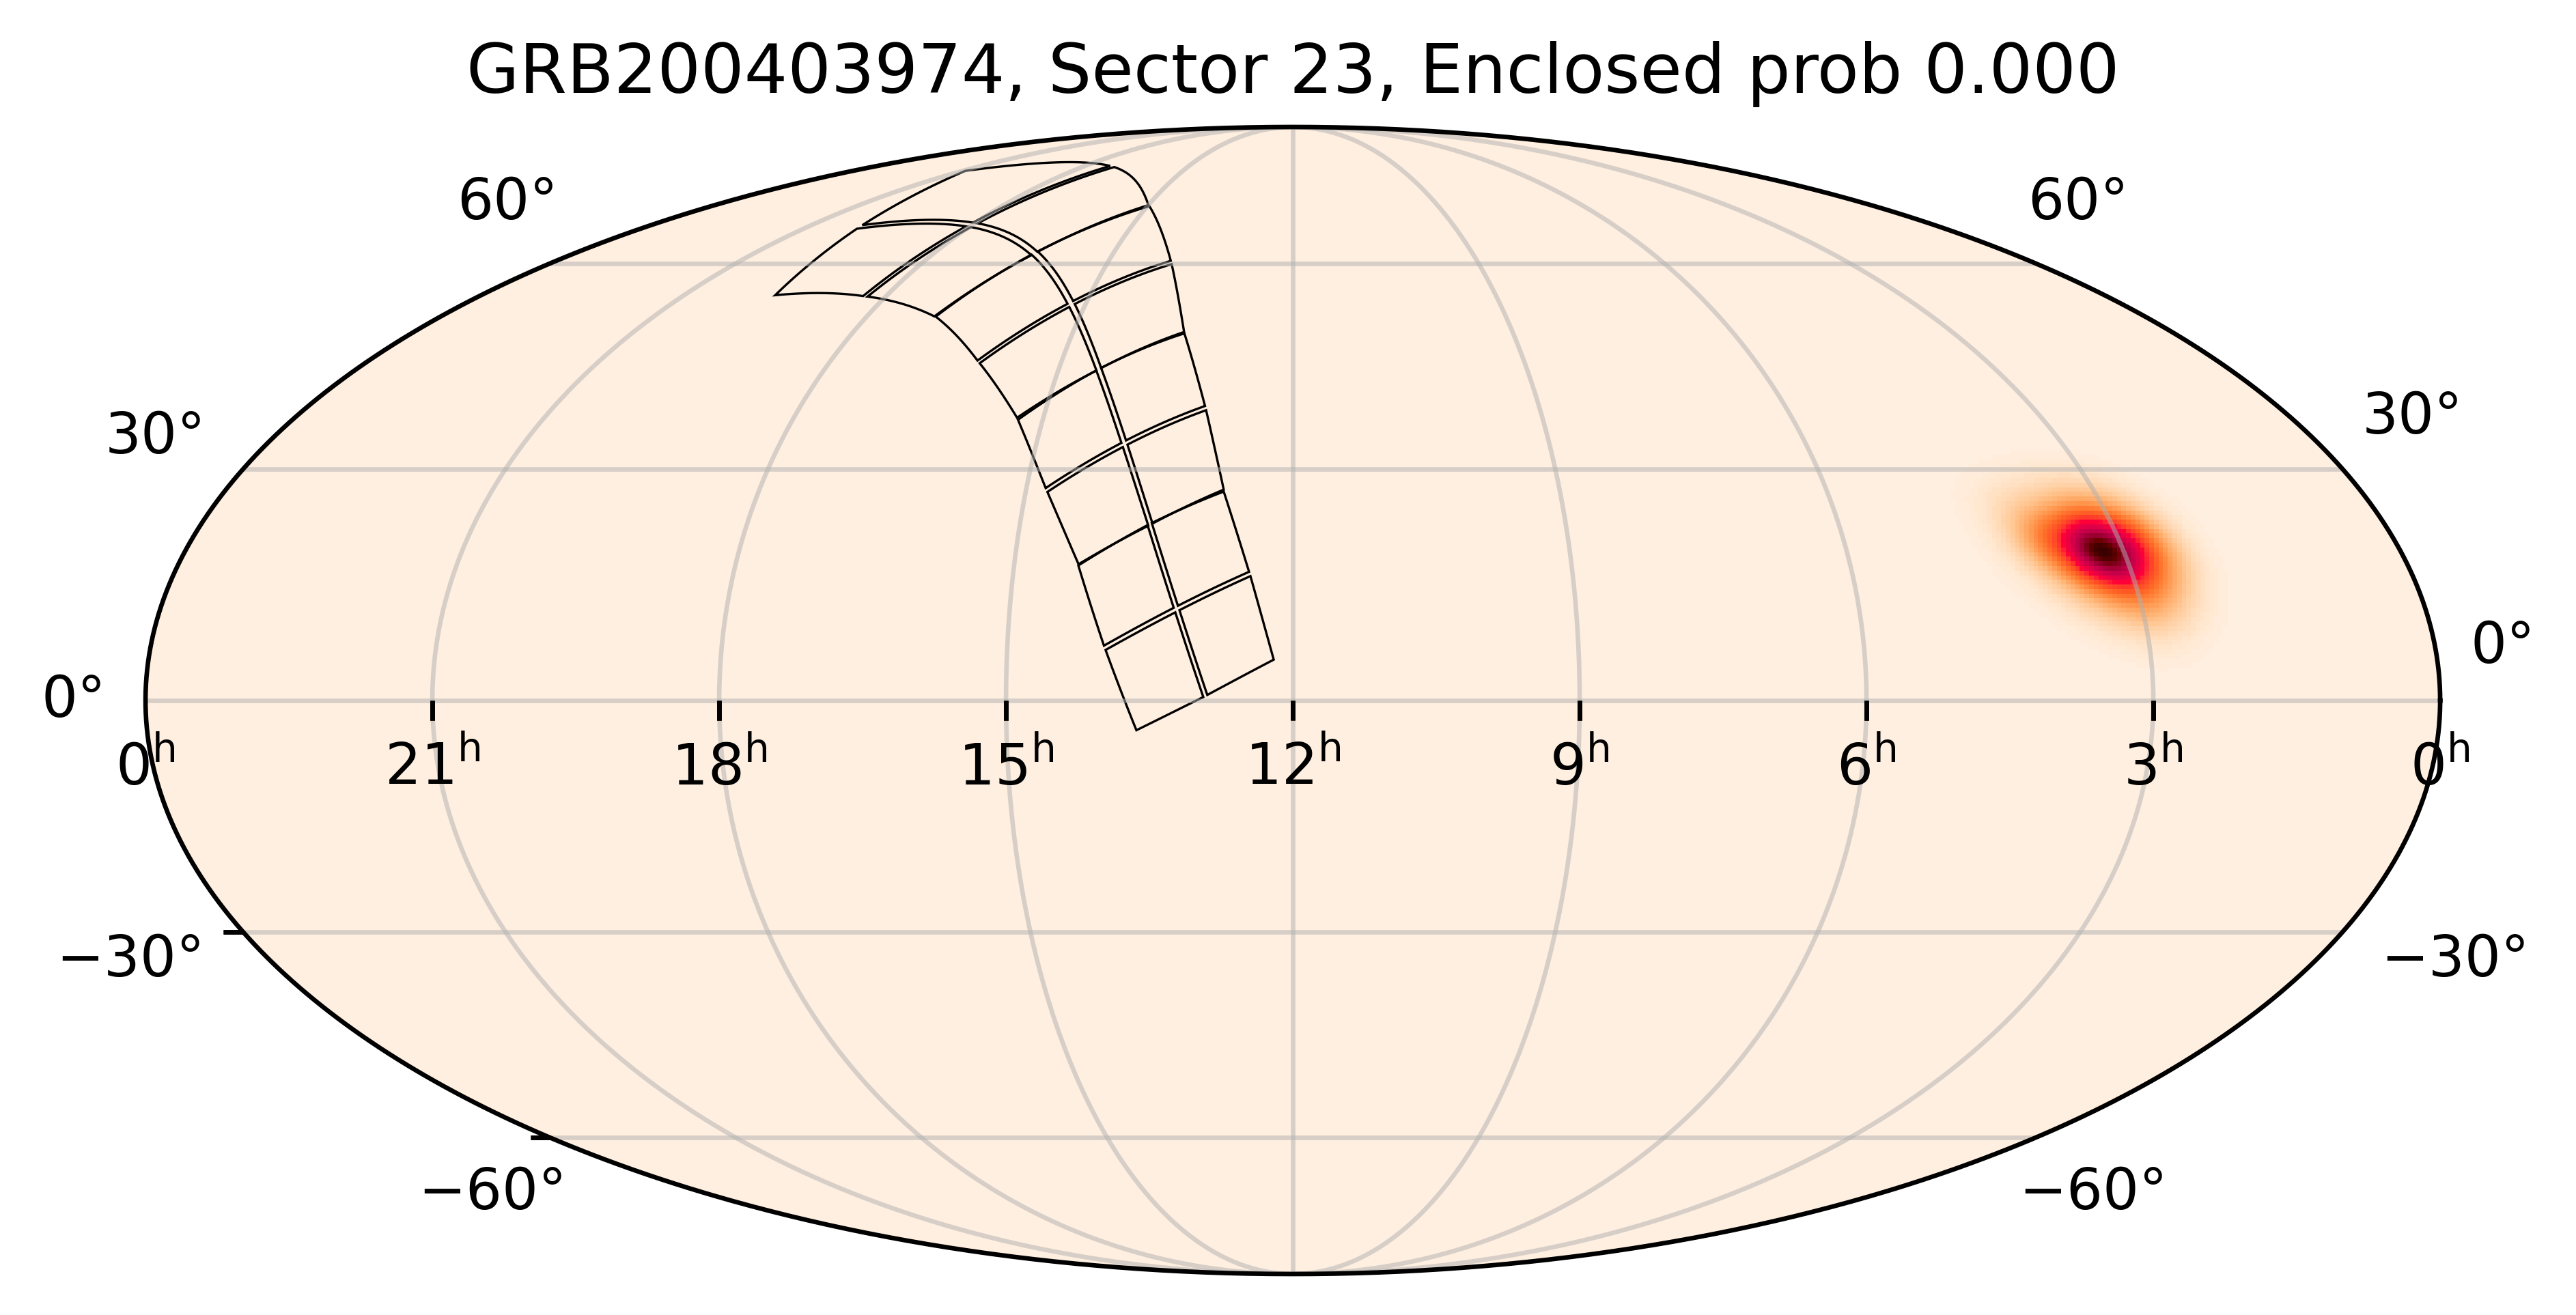 GRB200403974, Sector 23, Enclosed prob 0.000
60° 60°
30° 30°
0° 0°
0ʰ 21ʰ 18ʰ 15ʰ 12ʰ 9ʰ 6ʰ 3ʰ 0ʰ
−30° −30°
−60° −60°